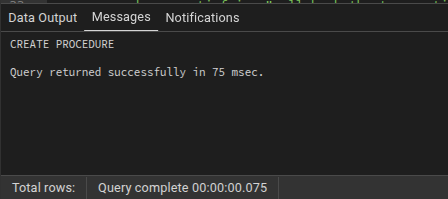 Data Output Messages Notifications
CREATE PROCEDURE
Query returned successfully in 75 msec.
Total rows: Query complete 00:00:00.075